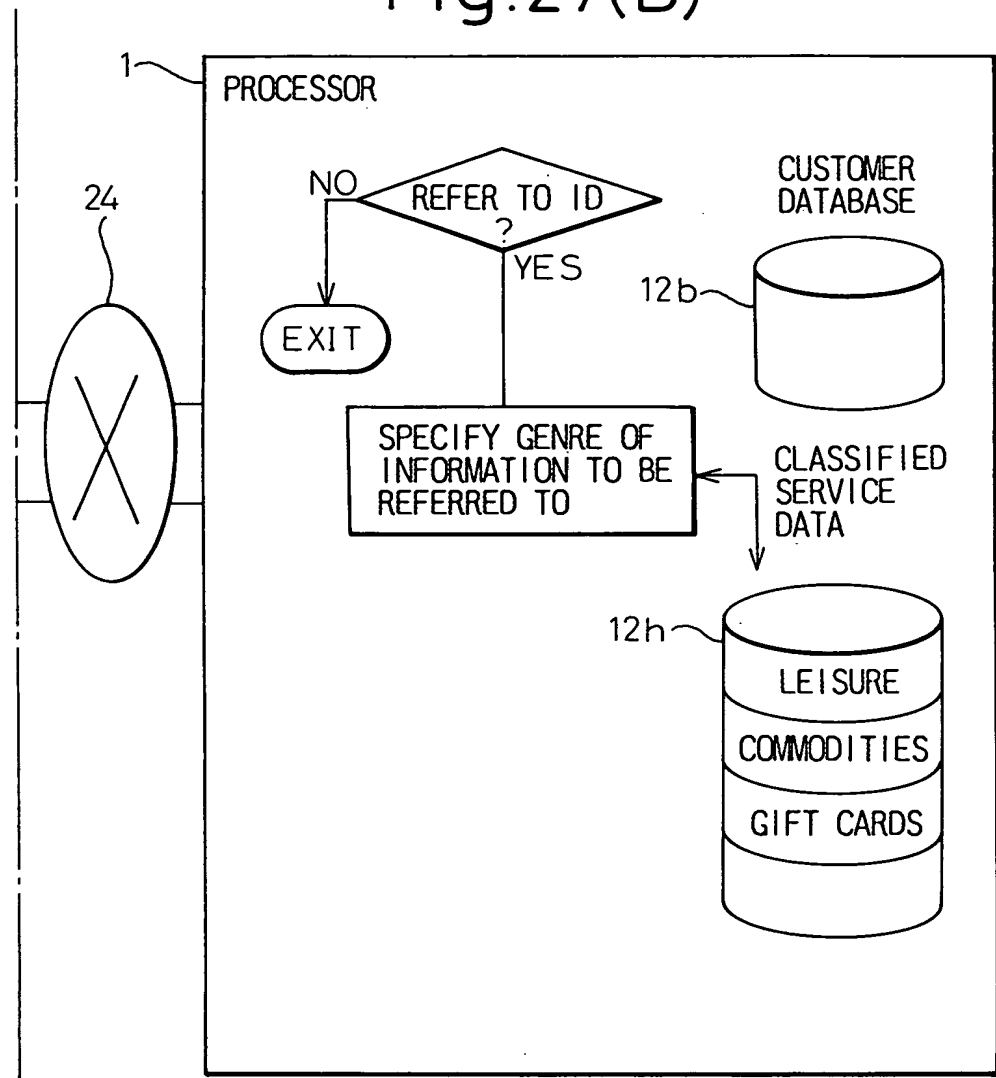 Fig.27(B)
1
PROCESSOR
NO
REFER TO ID
?
YES
CUSTOMER
DATABASE
24
12b
EXIT
SPECIFY GENRE OF
INFORMATION TO BE
REFERRED TO
CLASSIFIED
SERVICE
DATA
12h
LEISURE
COMMODITIES
GIFT CARDS